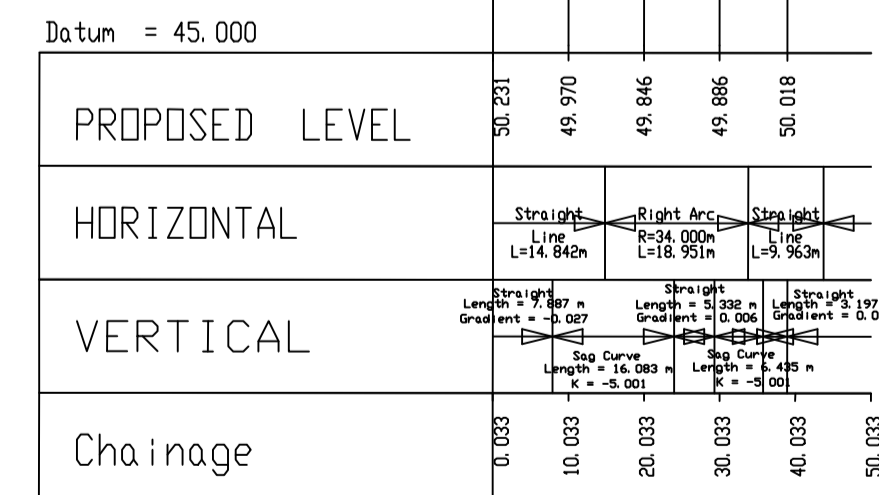 Datum = 45.000
PROPOSED LEVEL
50.231
49.970
49.846
49.886
50.018
HORIZONTAL
Straight
Line
L=14.842m
Right Arc
R=34.000m
L=18.951m
Straight
Line
L=9.963m
VERTICAL
Straight
Length = 7.887 m
Gradient = -0.027
Sag Curve
Length = 16.083 m
K = -5.001
Straight
Length = 5.332 m
Gradient = 0.006
Sag Curve
Length = 6.435 m
K = -5.001
Straight
Length = 3.197
Gradient = 0.0
Chainage
0.033
10.033
20.033
30.033
40.033
50.033